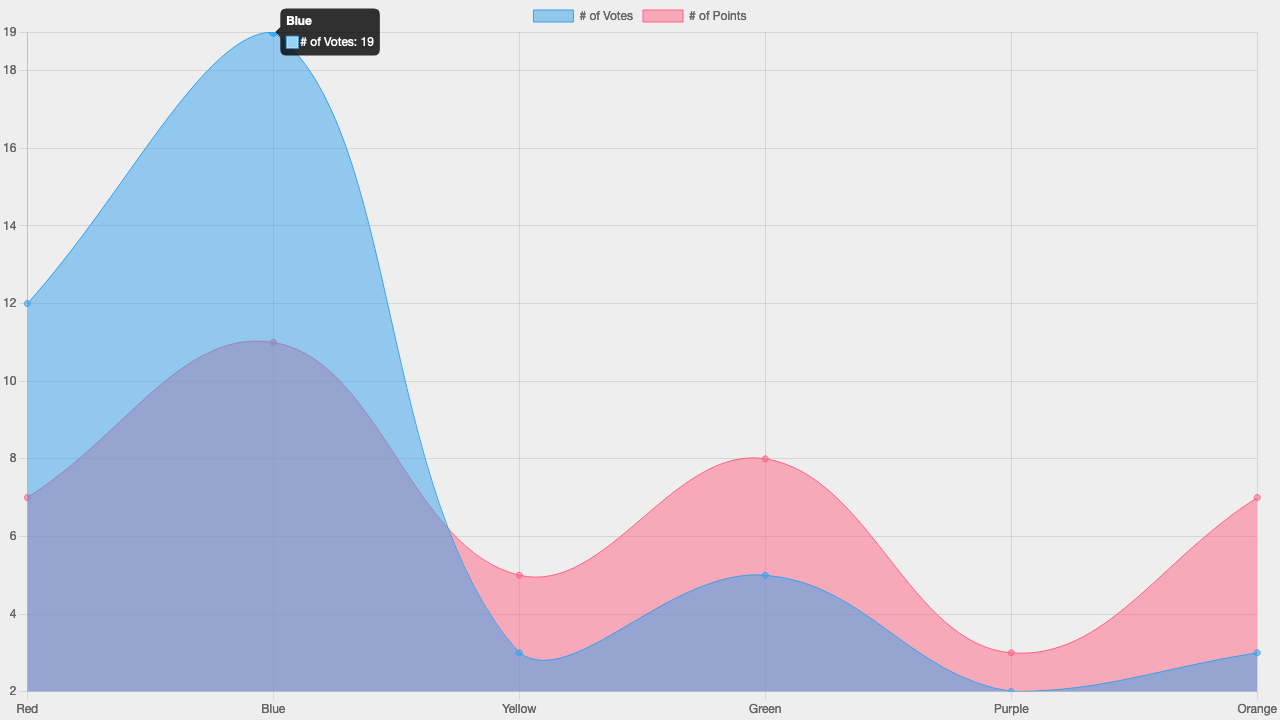 # of Votes # of Points
Blue
# of Votes: 19
19
18
16
14
12
10
8
6
4
2
Red Blue Yellow Green Purple Orange